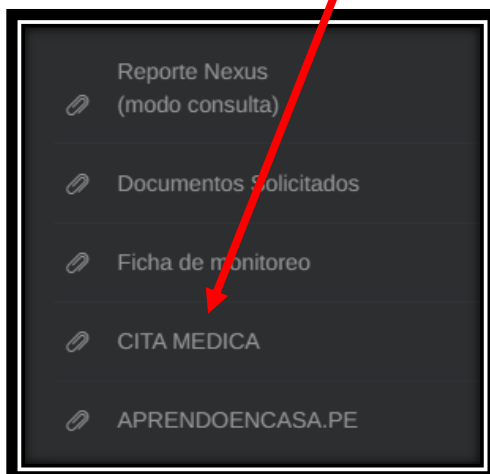 Reporte Nexus
(modo consulta)
Documentos Solicitados
Ficha de monitoreo
CITA MEDICA
APRENDOENCASA.PE